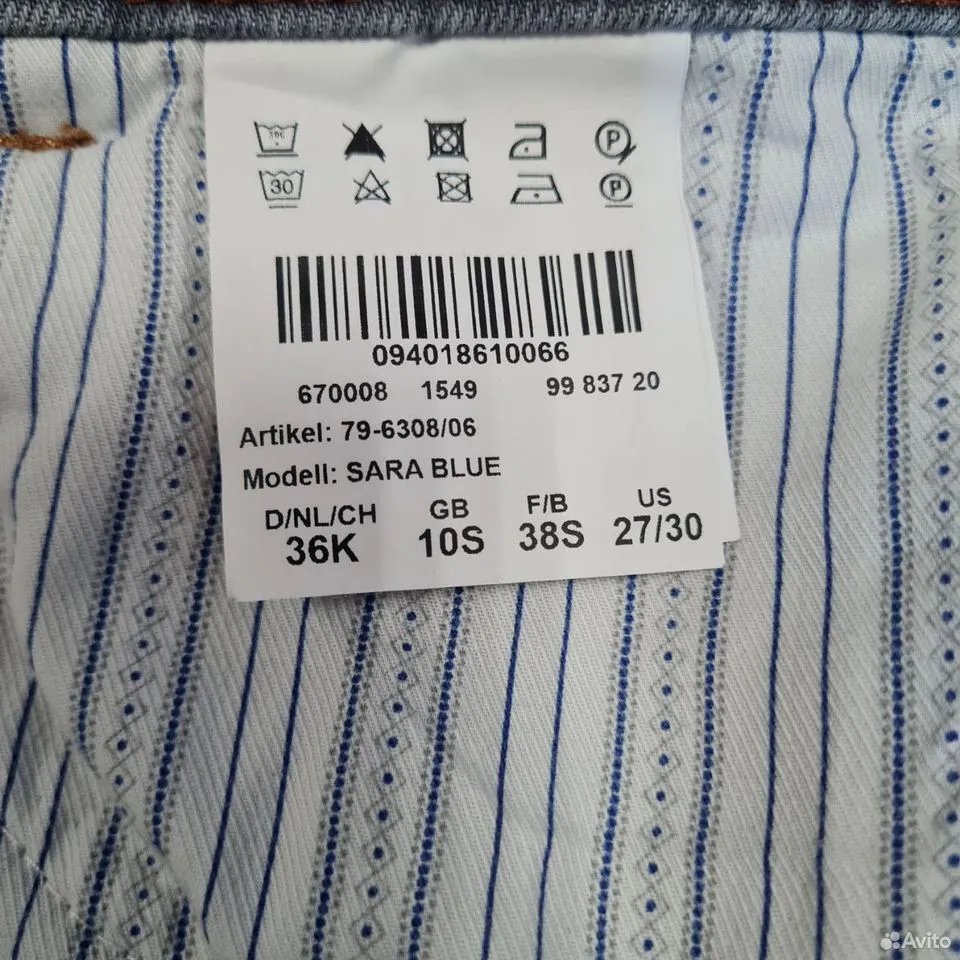 30C P
30 P
094018610066
670008 1549 99 837 20
Artikel: 79-6308/06
Modell: SARA BLUE
D/NL/CH GB F/B US
36K 10S 38S 27/30
Avito